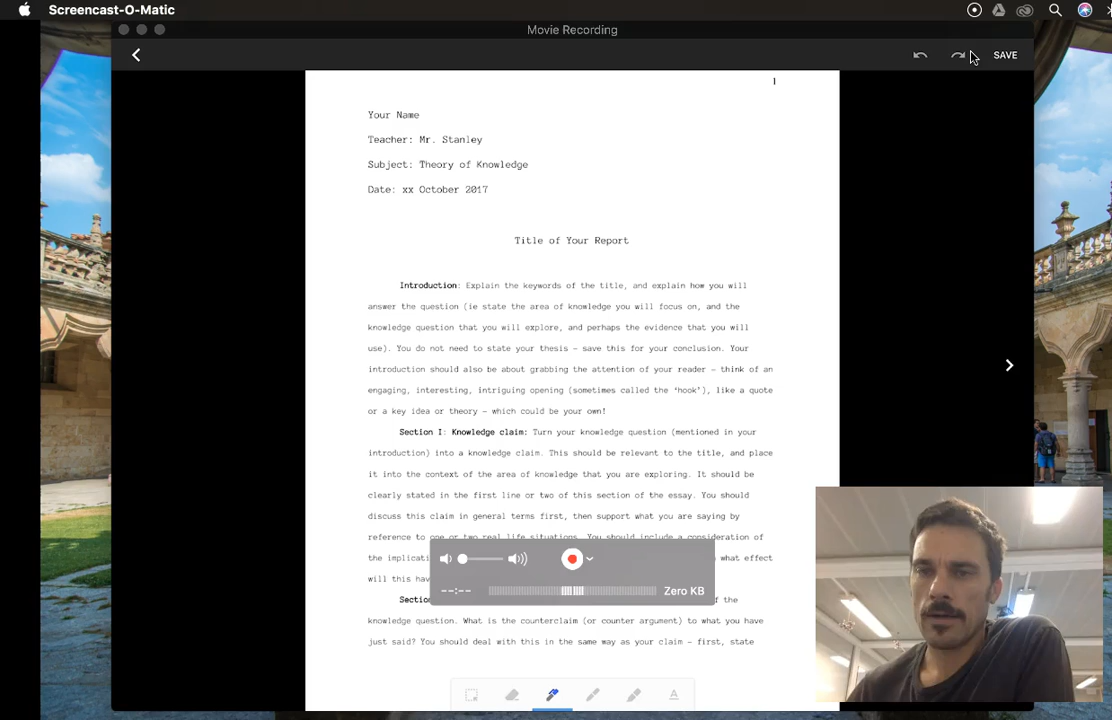 Screencast-O-Matic
Movie Recording
SAVE
1
Your Name
Teacher: Mr. Stanley
Subject: Theory of Knowledge
Date: xx October 2017
Title of Your Report
Introduction: Explain the keywords of the title, and explain how you will
answer the question (ie state the area of knowledge you will focus on, and the
knowledge question that you will explore, and perhaps the evidence that you will
use). You do not need to state your thesis – save this for your conclusion. Your
introduction should also be about grabbing the attention of your reader – think of an
engaging, interesting, intriguing opening (sometimes called the "hook"), like a quote
or a key idea or theory – which could be your own!
Section I: Knowledge claim: Turn your knowledge question (mentioned in your
introduction) into a knowledge claim. This should be relevant to the title, and place
it into the context of the area of knowledge that you are exploring. It should be
clearly stated in the first line or two of this section of the essay. You should
discuss this claim in general terms first, then support what you are saying by
reference to one or two real life situations. You should include a consideration of
the implicati what effect
will this hav
Section f the
--:-- Zero KB
knowledge question. What is the counterclaim (or counter argument) to what you have
just said? You should deal with this in the same way as your claim – first, state
A